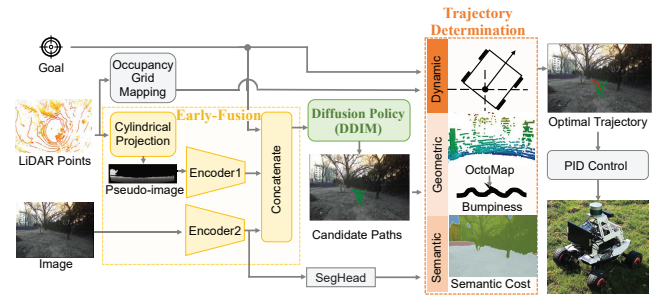 Trajectory
Determination
Goal
Occupancy
Grid
Mapping
Dynamic
Early-Fusion
LiDAR Points
Cylindrical
Projection
Pseudo-image
Encoder1
Concatenate
Diffusion Policy
(DDIM)
Candidate Paths
Geometric
OctoMap
Bumpiness
Optimal Trajectory
PID Control
Image
Encoder2
SegHead
Semantic
Semantic Cost